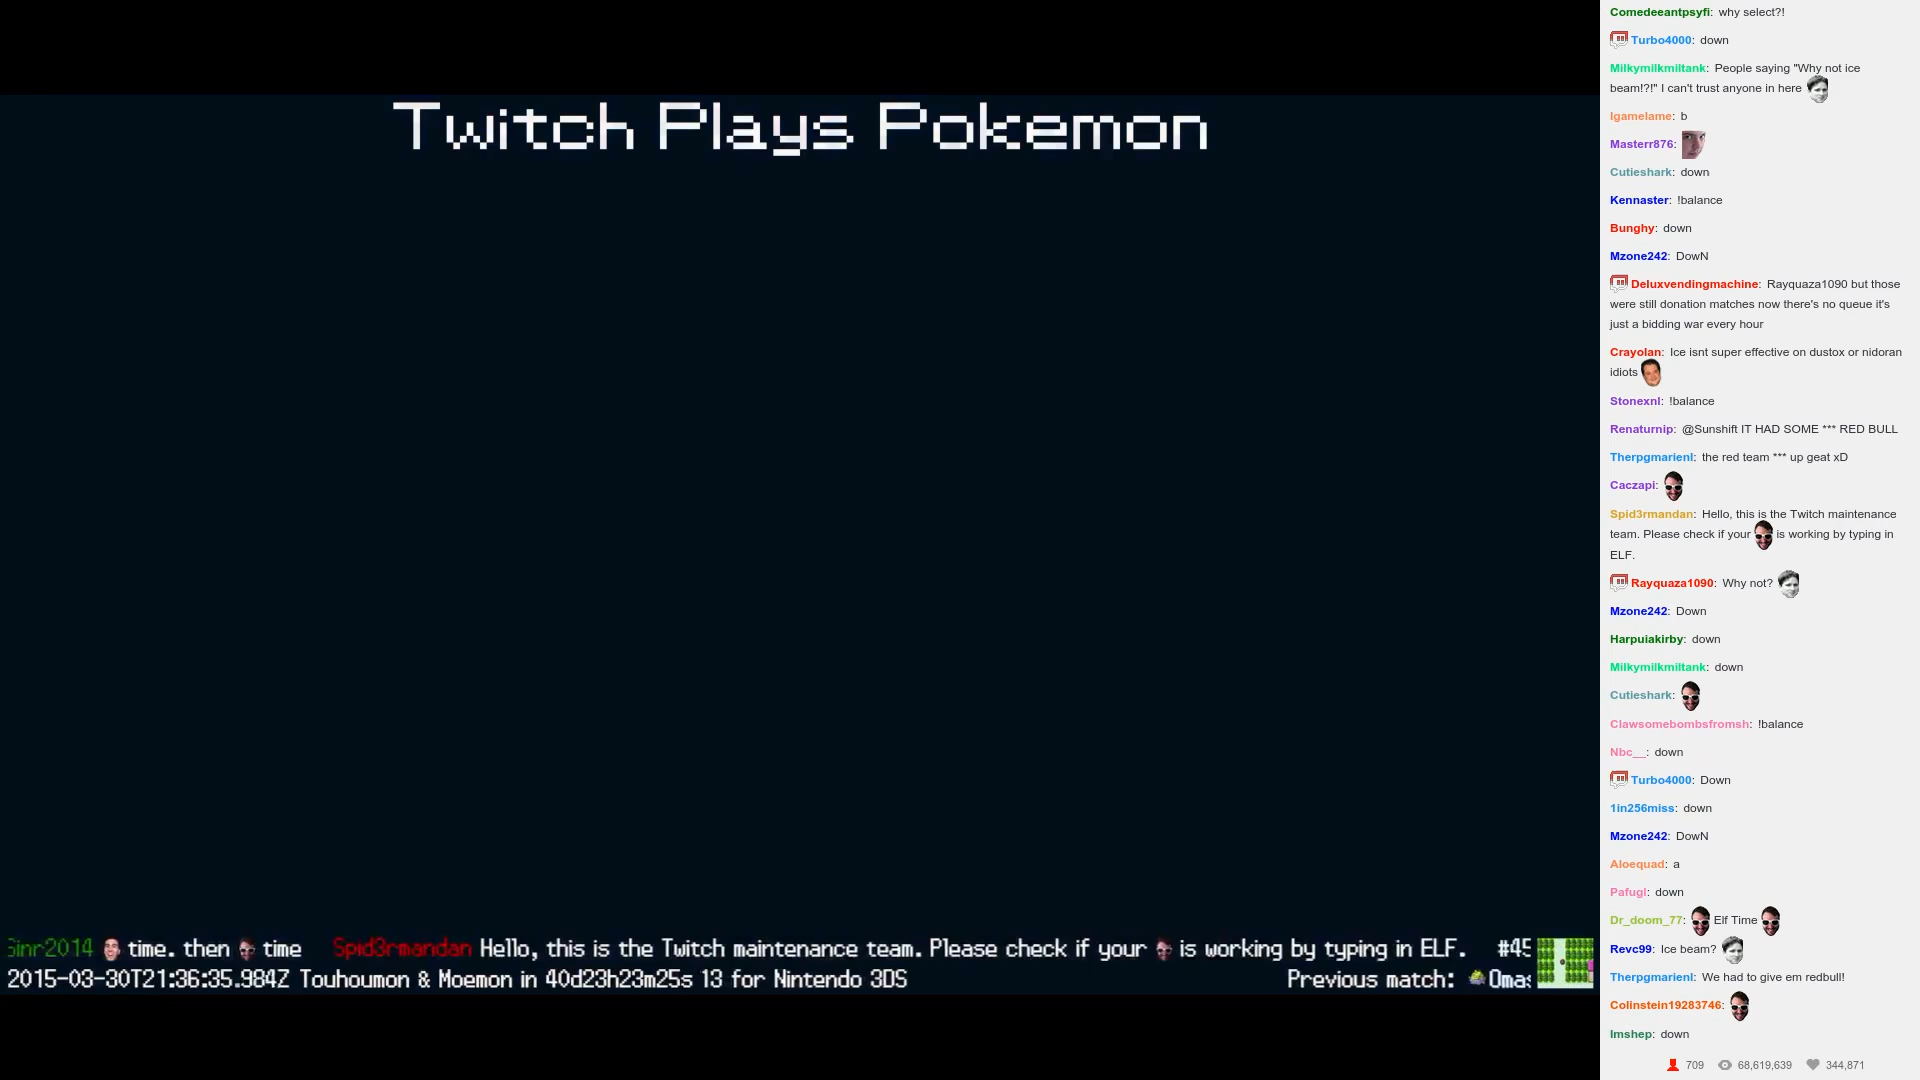 Twitch Plays Pokemon
Sinr2014 time. then time Spid3rmandan Hello, this is the Twitch maintenance team. Please check if your is working by typing in ELF. #45
2015-03-30T21:36:35.984Z Touhoumon & Moemon in 40d23h23m25s 13 for Nintendo 3DS Previous match: Omas
Comedeeantpsyfi: why select?!
Turbo4000: down
Milkymilkmiltank: People saying "Why not ice
beam!?!" I can't trust anyone in here
Igamelame: b
Masterr876:
Cutieshark: down
Kennaster: !balance
Bunghy: down
Mzone242: DowN
Deluxvendingmachine: Rayquaza1090 but those
were still donation matches now there's no queue it's
just a bidding war every hour
Crayolan: Ice isnt super effective on dustox or nidoran
idiots
Stonexnl: !balance
Renaturnip: @Sunshift IT HAD SOME *** RED BULL
Therpgmarienl: the red team *** up geat xD
Caczapi:
Spid3rmandan: Hello, this is the Twitch maintenance
team. Please check if your is working by typing in
ELF.
Rayquaza1090: Why not?
Mzone242: Down
Harpuiakirby: down
Milkymilkmiltank: down
Cutieshark:
Clawsomebombsfromsh: !balance
Nbc__: down
Turbo4000: Down
1in256miss: down
Mzone242: DowN
Aloequad: a
Pafugl: down
Dr_doom_77: Elf Time
Revc99: Ice beam?
Therpgmarienl: We had to give em redbull!
Colinstein19283746:
Imshep: down
709 68,619,639 344,871